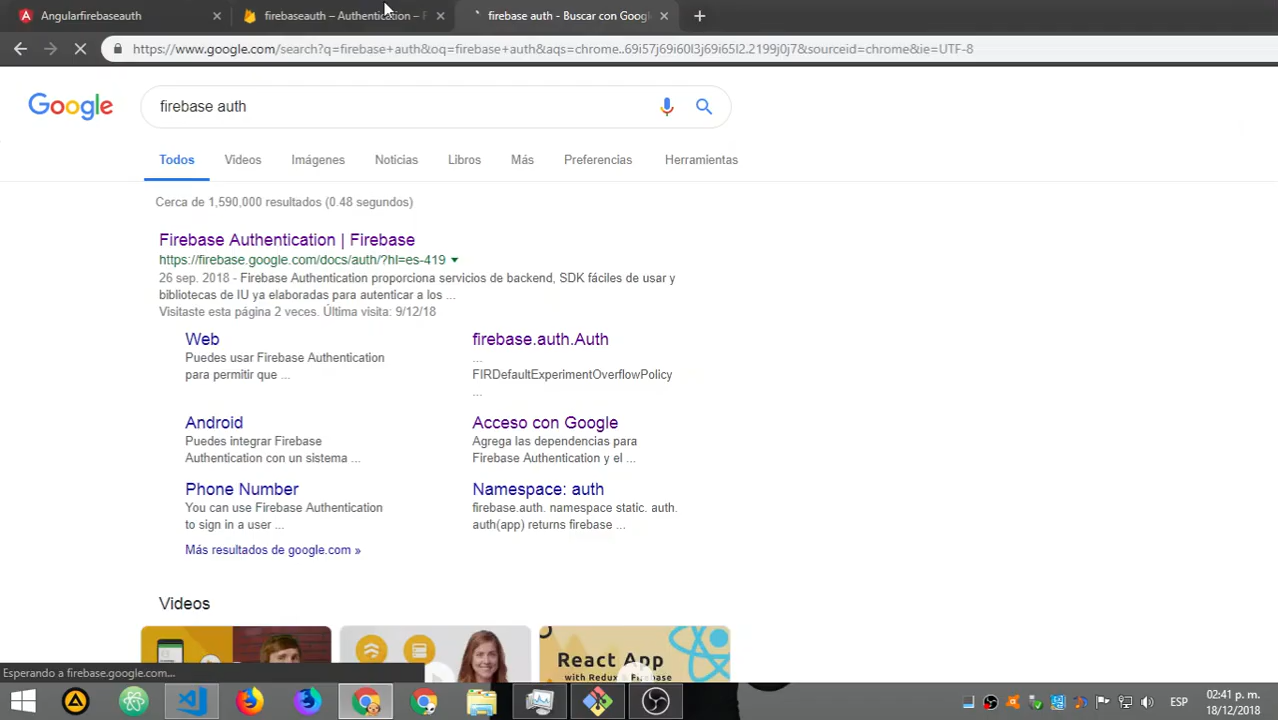 Angularfirebaseauth
firebaseauth – Authentication – F
firebase auth - Buscar con Googl
https://www.google.com/search?q=firebase+auth&oq=firebase+auth&aqs=chrome..69i57j69i60l3j69i65l2.2199j0j7&sourceid=chrome&ie=UTF-8
Google
firebase auth
Todos Videos Imágenes Noticias Libros Más Preferencias Herramientas
Cerca de 1,590,000 resultados (0.48 segundos)
Firebase Authentication | Firebase
https://firebase.google.com/docs/auth/?hl=es-419
26 sep. 2018 - Firebase Authentication proporciona servicios de backend, SDK fáciles de usar y
bibliotecas de IU ya elaboradas para autenticar a los ...
Visitaste esta página 2 veces. Última visita: 9/12/18
Web
Puedes usar Firebase Authentication
para permitir que ...
firebase.auth.Auth
...
FIRDefaultExperimentOverflowPolicy
...
Android
Puedes integrar Firebase
Authentication con un sistema ...
Acceso con Google
Agrega las dependencias para
Firebase Authentication y el ...
Phone Number
You can use Firebase Authentication
to sign in a user ...
Namespace: auth
firebase.auth. namespace static. auth.
auth(app) returns firebase ...
Más resultados de google.com »
Videos
React App
with Redux & Firebase
Esperando a firebase.google.com...
ESP
02:41 p. m.
18/12/2018